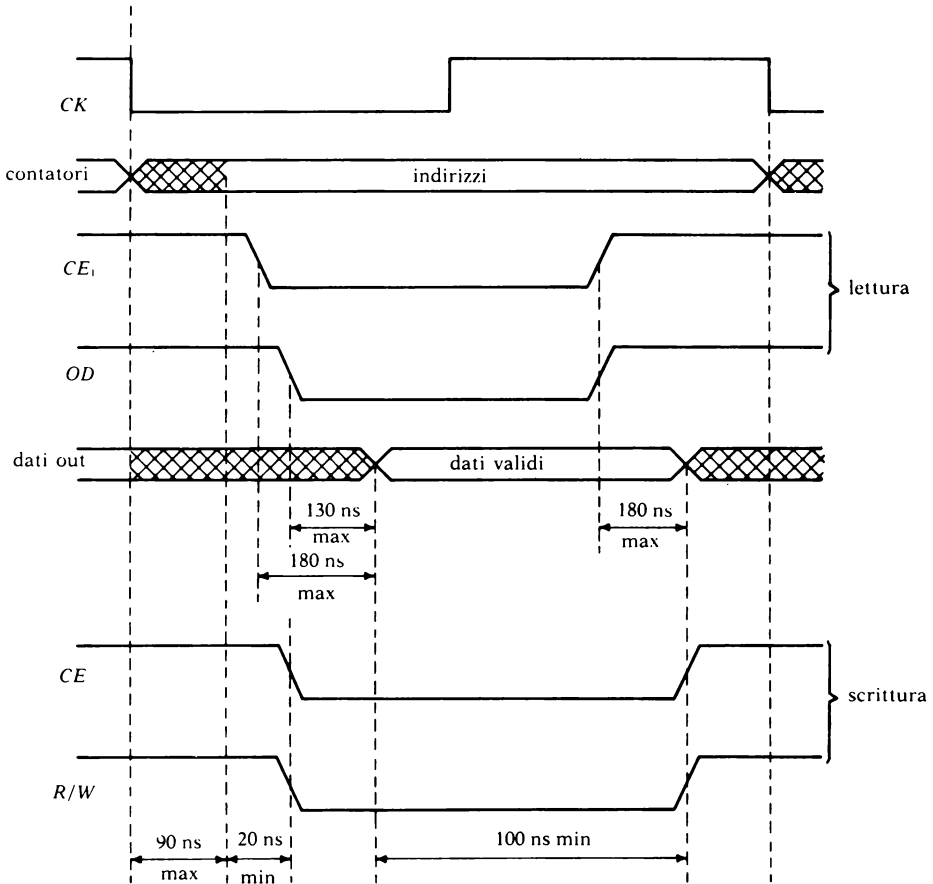 CK
contatori
indirizzi
CE₁
lettura
OD
dati out
dati validi
130 ns
max
180 ns
max
180 ns
max
CE
scrittura
R/W
90 ns
max
20 ns
min
100 ns min